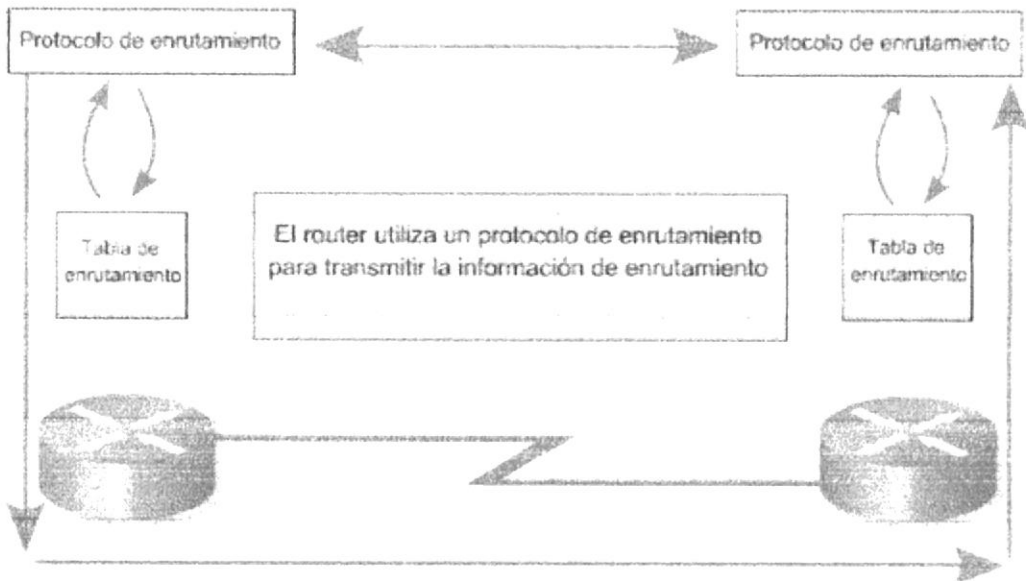 Protocolo de enrutamiento
Protocolo de enrutamiento
Tabla de
enrutamiento
El router utiliza un protocolo de enrutamiento
para transmitir la información de enrutamiento
Tabla de
enrutamiento